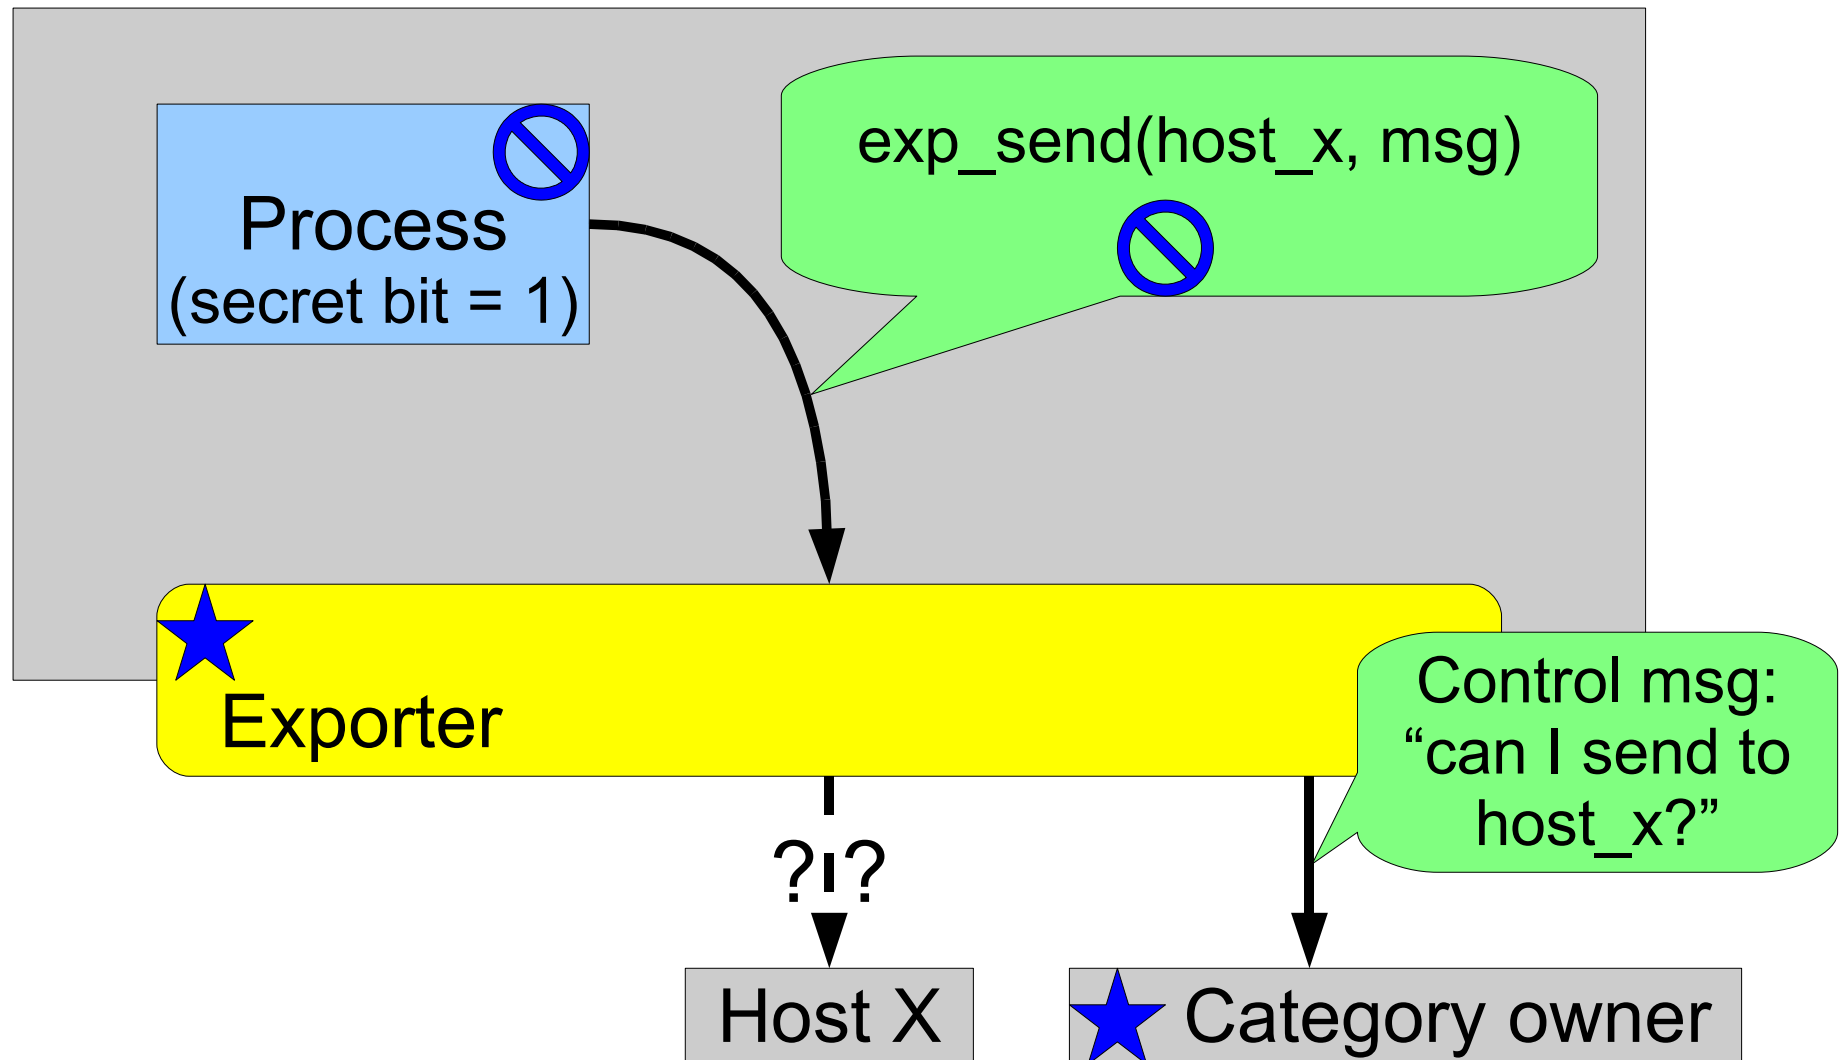 exp_send(host_x, msg)
Process
(secret bit = 1)
Exporter
Control msg:
“can I send to
host_x?”
??
Host X
Category owner